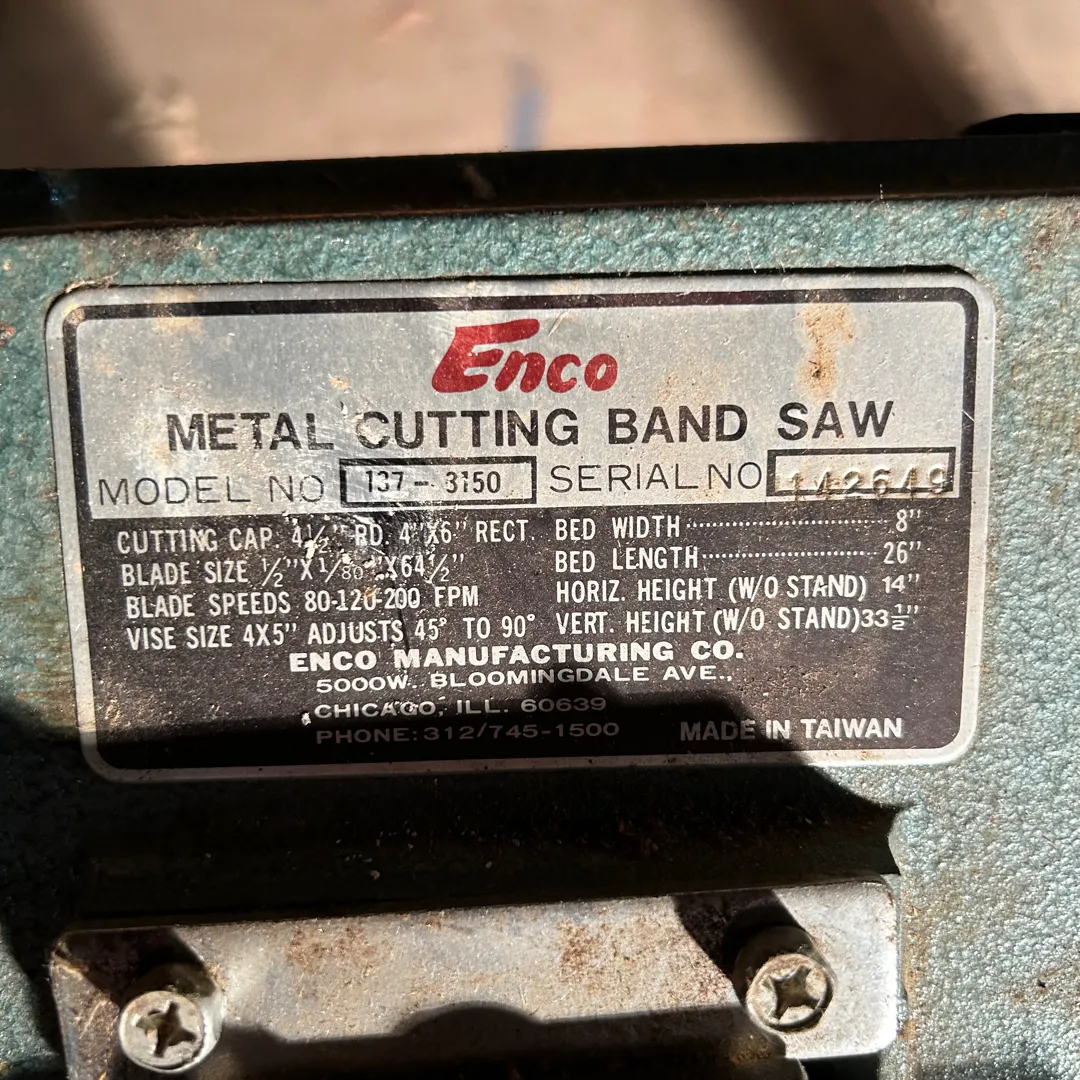 Enco
METAL CUTTING BAND SAW
MODEL NO 137-3150 SERIAL NO 142649
CUTTING CAP. 4½" RD. 4"X6" RECT. BED WIDTH 8"
BLADE SIZE ½"X1/80"X64½" BED LENGTH 26"
BLADE SPEEDS 80-120-200 FPM HORIZ. HEIGHT (W/O STAND) 14"
VISE SIZE 4X5" ADJUSTS 45° TO 90° VERT. HEIGHT (W/O STAND) 33½"
ENCO MANUFACTURING CO.
5000W. BLOOMINGDALE AVE.,
CHICAGO, ILL. 60639
PHONE:312/745-1500 MADE IN TAIWAN